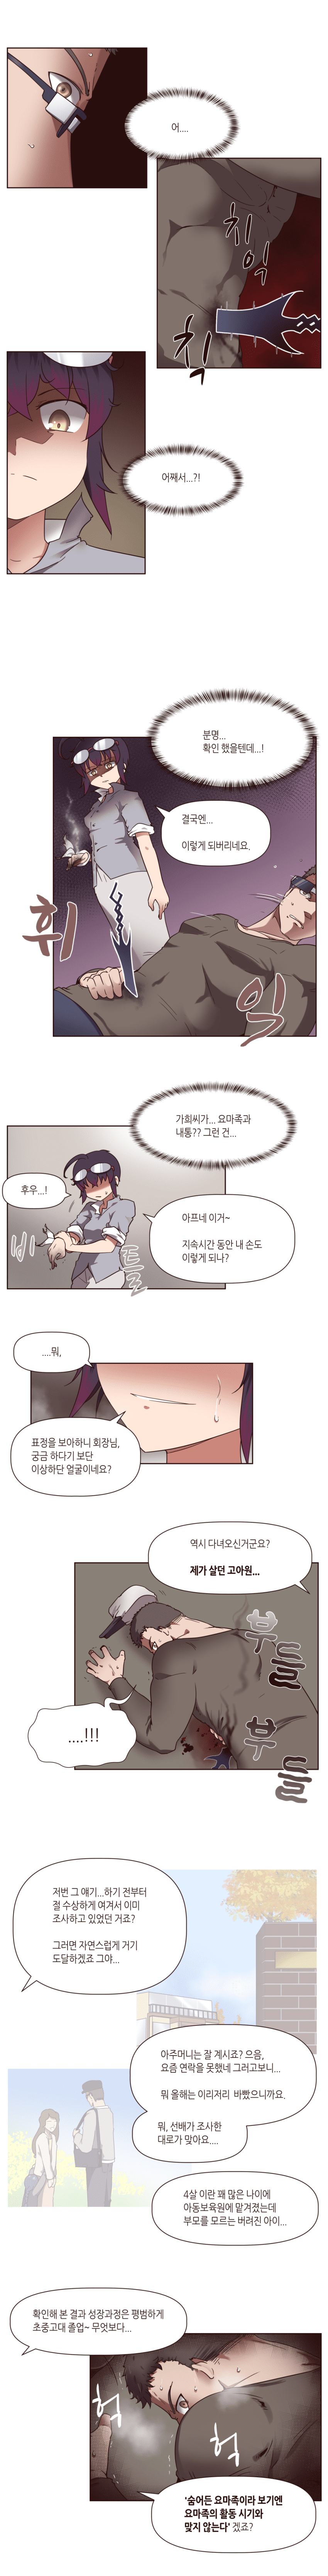 어....
치
익
칙
어째서...?!
분명...
확인 했을텐데...!
결국엔...
이렇게 되버리네요.
휘
익
가희씨가... 요마족과
내통?? 그런 건...
후우...!
아프네 이거~
지속시간 동안 내 손도
이렇게 되나?
비
틀
....뭐,
표정을 보아하니 회장님,
궁금 하다기 보단
이상하단 얼굴이네요?
역시 다녀오신거군요?
제가 살던 고아원...
부들
....!!!
부
들
저번 그 얘기...하기 전부터
절 수상하게 여겨서 이미
조사하고 있었던 거죠?
그러면 자연스럽게 거기
도달하겠죠 그야...
아주머니는 잘 계시죠? 으음,
요즘 연락을 못했네 그러고보니...
뭐 올해는 이리저리 바빴으니까요.
뭐, 선배가 조사한
대로가 맞아요....
4살 이란 꽤 많은 나이에
아동보육원에 맡겨졌는데
부모를 모르는 버려진 아이...
확인해 본 결과 성장과정은 평범하게
초중고대 졸업~ 무엇보다...
헉
헉
'숨어든 요마족이라 보기엔
요마족의 활동 시기와
맞지 않는다' 겠죠?